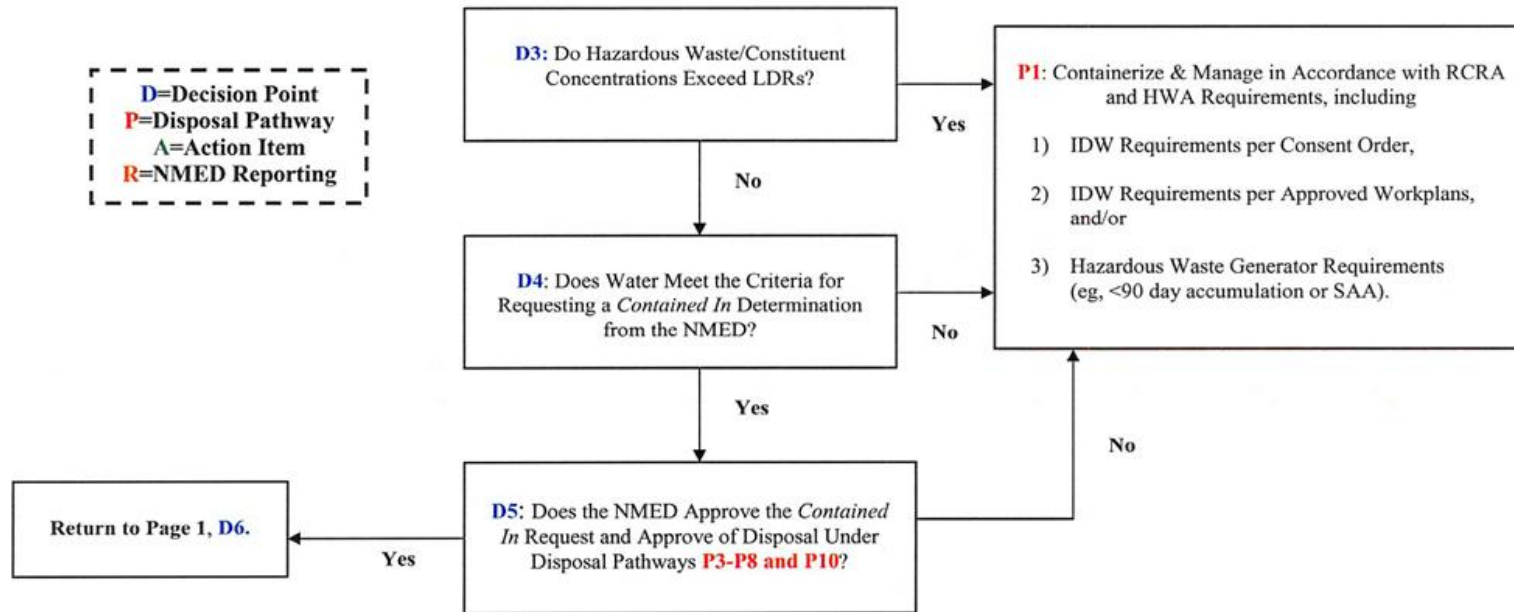 D=Decision Point
P=Disposal Pathway
A=Action Item
R=NMED Reporting
D3: Do Hazardous Waste/Constituent
Concentrations Exceed LDRs?
Yes
No
P1: Containerize & Manage in Accordance with RCRA
and HWA Requirements, including
1) IDW Requirements per Consent Order,
2) IDW Requirements per Approved Workplans,
and/or
3) Hazardous Waste Generator Requirements
(eg, <90 day accumulation or SAA).
D4: Does Water Meet the Criteria for
Requesting a Contained In Determination
from the NMED?
No
Yes
D5: Does the NMED Approve the Contained
In Request and Approve of Disposal Under
Disposal Pathways P3-P8 and P10?
No
Yes
Return to Page 1, D6.